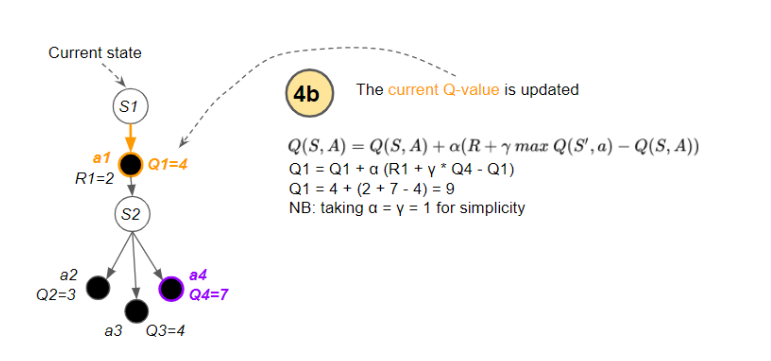 Current state
4b
The current Q-value is updated
S1
Q(S, A) = Q(S, A) + α(R + γ max Q(S', a) − Q(S, A))
a1
Q1=4
Q1 = Q1 + α (R1 + γ * Q4 - Q1)
R1=2
Q1 = 4 + (2 + 7 - 4) = 9
S2
NB: taking α = γ = 1 for simplicity
a2
a4
Q2=3
Q4=7
a3
Q3=4